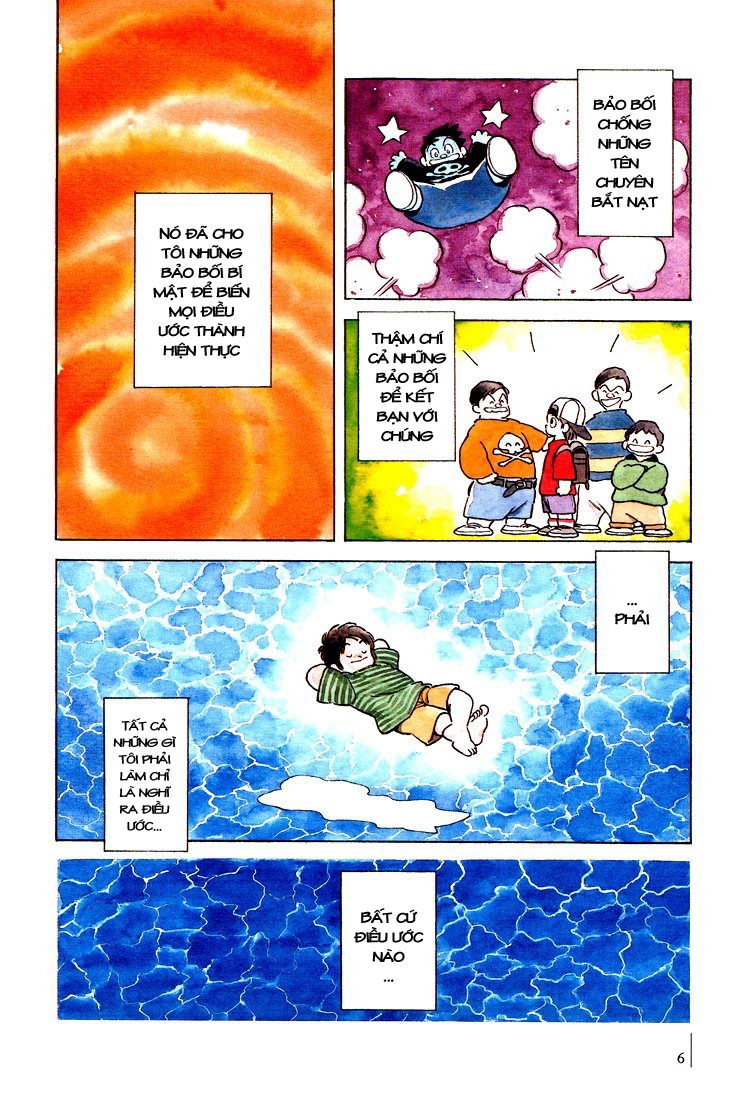 NÓ ĐÃ CHO
TÔI NHỮNG
BẢO BỐI BÍ
MẬT ĐỂ BIẾN
MỌI ĐIỀU
ƯỚC THÀNH
HIỆN THỰC
BẢO BỐI
CHỐNG
NHỮNG
TÊN
CHUYÊN
BẮT NẠT
THẬM CHÍ
CẢ NHỮNG
BẢO BỐI
ĐỂ KẾT
BẠN VỚI
CHÚNG
...
PHẢI
TẤT CẢ
NHỮNG GÌ
TÔI PHẢI
LÀM CHỈ
LÀ NGHĨ
RA ĐIỀU
ƯỚC...
BẤT CỨ
ĐIỀU ƯỚC
NÀO
...
6